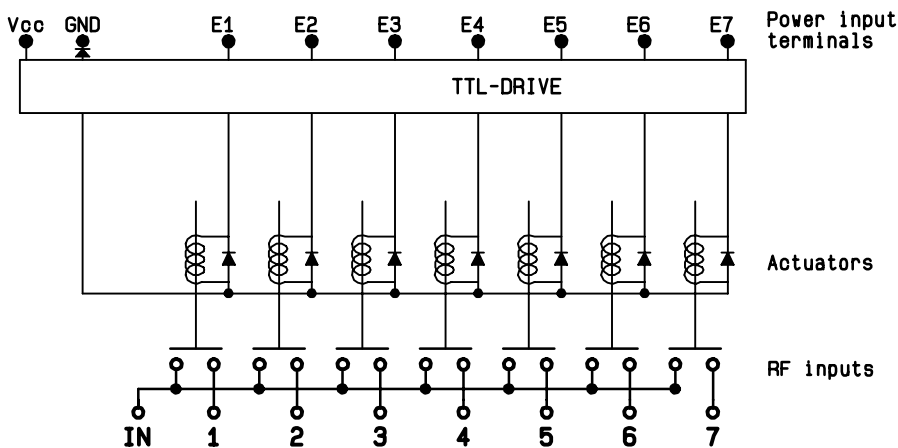 Vcc GND E1 E2 E3 E4 E5 E6 E7 Power input
terminals
TTL-DRIVE
Actuators
RF inputs
IN 1 2 3 4 5 6 7